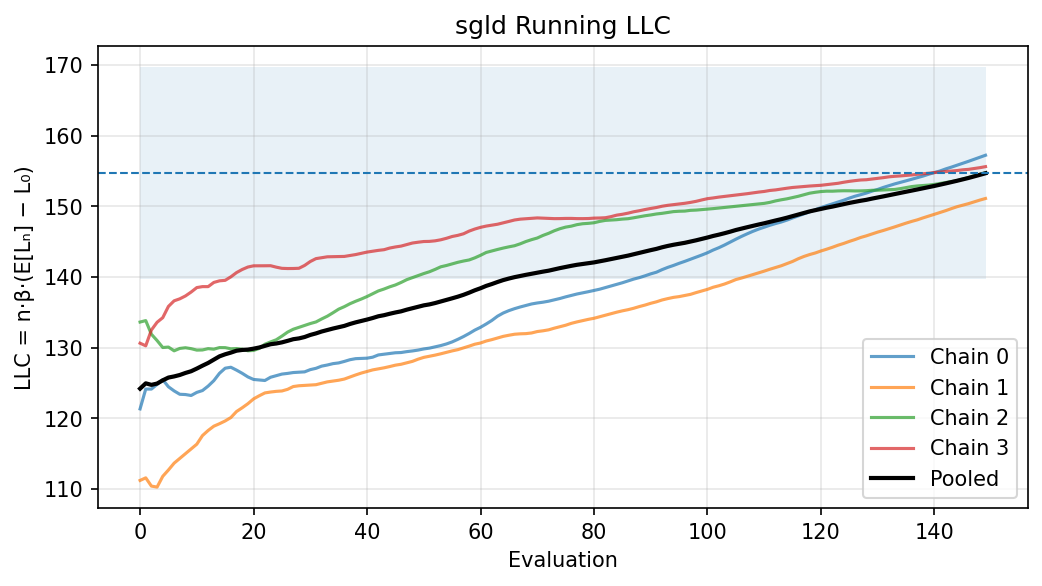 sgld Running LLC
LLC = n·β·(E[Lₙ] − L₀)
170
160
150
140
130
120
110
0 20 40 60 80 100 120 140
Evaluation
Chain 0
Chain 1
Chain 2
Chain 3
Pooled